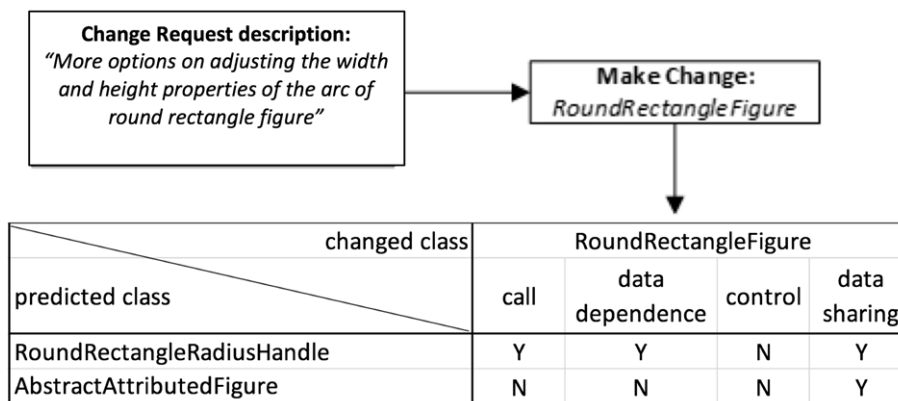 Change Request description:
“More options on adjusting the width
and height properties of the arc of
round rectangle figure”
Make Change:
RoundRectangleFigure
changed class
RoundRectangleFigure
predicted class
call
data
dependence
control
data
sharing
RoundRectangleRadiusHandle Y Y N Y
AbstractAttributedFigure N N N Y